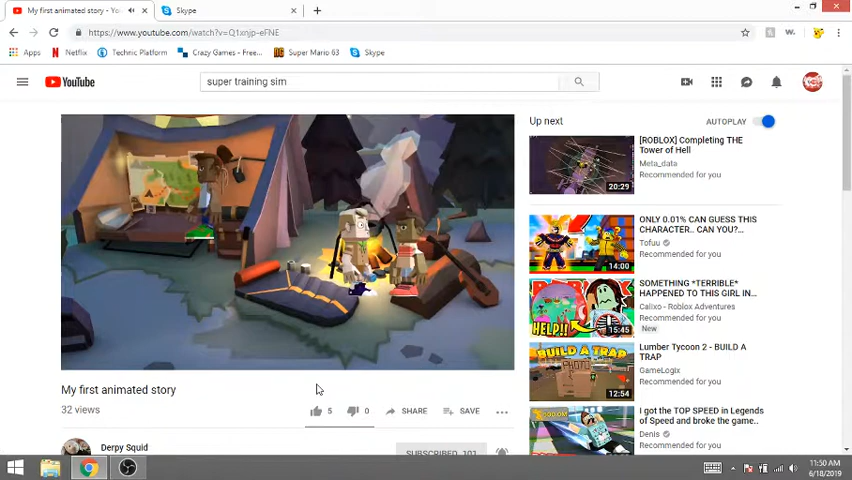 My first animated story - You
Skype
https://www.youtube.com/watch?v=Q1xnjp-eFNE
Apps
Netflix
Technic Platform
Crazy Games - Free...
Super Mario 63
Skype
YouTube
super training sim
Up next
AUTOPLAY
[ROBLOX] Completing THE
Tower of Hell
Meta_data
Recommended for you
20:29
ONLY 0.01% CAN GUESS THIS
CHARACTER.. CAN YOU?...
Tofuu
Recommended for you
14:00
SOMETHING *TERRIBLE*
HAPPENED TO THIS GIRL IN...
Calixo - Roblox Adventures
Recommended for you
New
HELP!!
15:45
Lumber Tycoon 2 - BUILD A
TRAP
GameLogix
Recommended for you
BUILD A TRAP
PHOTO
12:54
I got the TOP SPEED in Legends
of Speed and broke the game..
Denis
Recommended for you
My first animated story
32 views
5
0
SHARE
SAVE
Derpy Squid
SUBSCRIBED 101
11:50 AM
6/18/2019